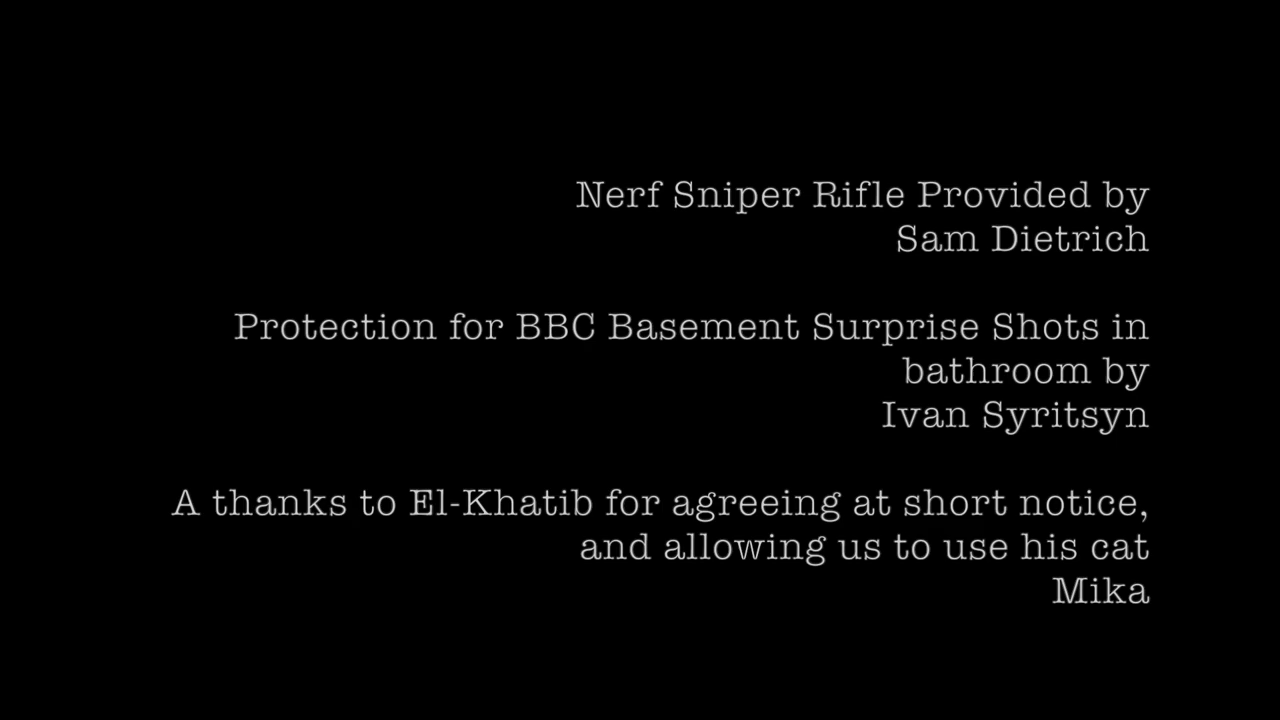 Nerf Sniper Rifle Provided by
Sam Dietrich
Protection for BBC Basement Surprise Shots in
bathroom by
Ivan Syritsyn
A thanks to El-Khatib for agreeing at short notice,
and allowing us to use his cat
Mika